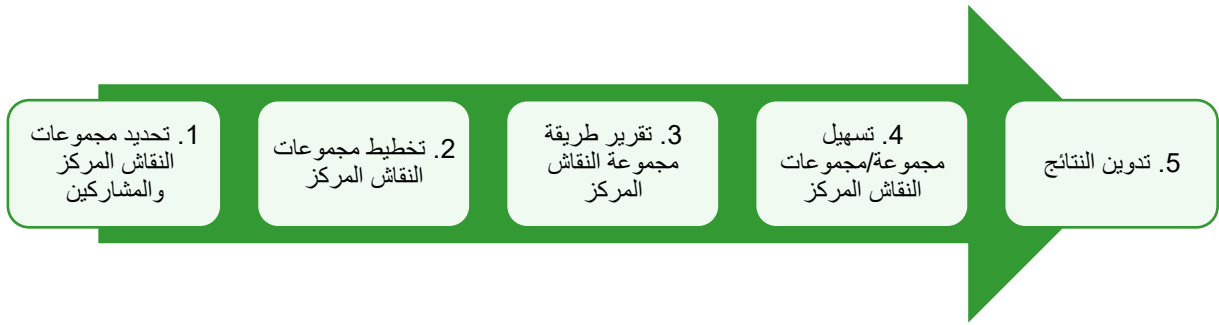 1. تحديد مجموعات
النقاش المركز
والمشاركين
2. تخطيط مجموعات
النقاش المركز
3. تقرير طريقة
مجموعة النقاش
المركز
4. تسهيل
مجموعة/مجموعات
النقاش المركز
5. تدوين النتائج